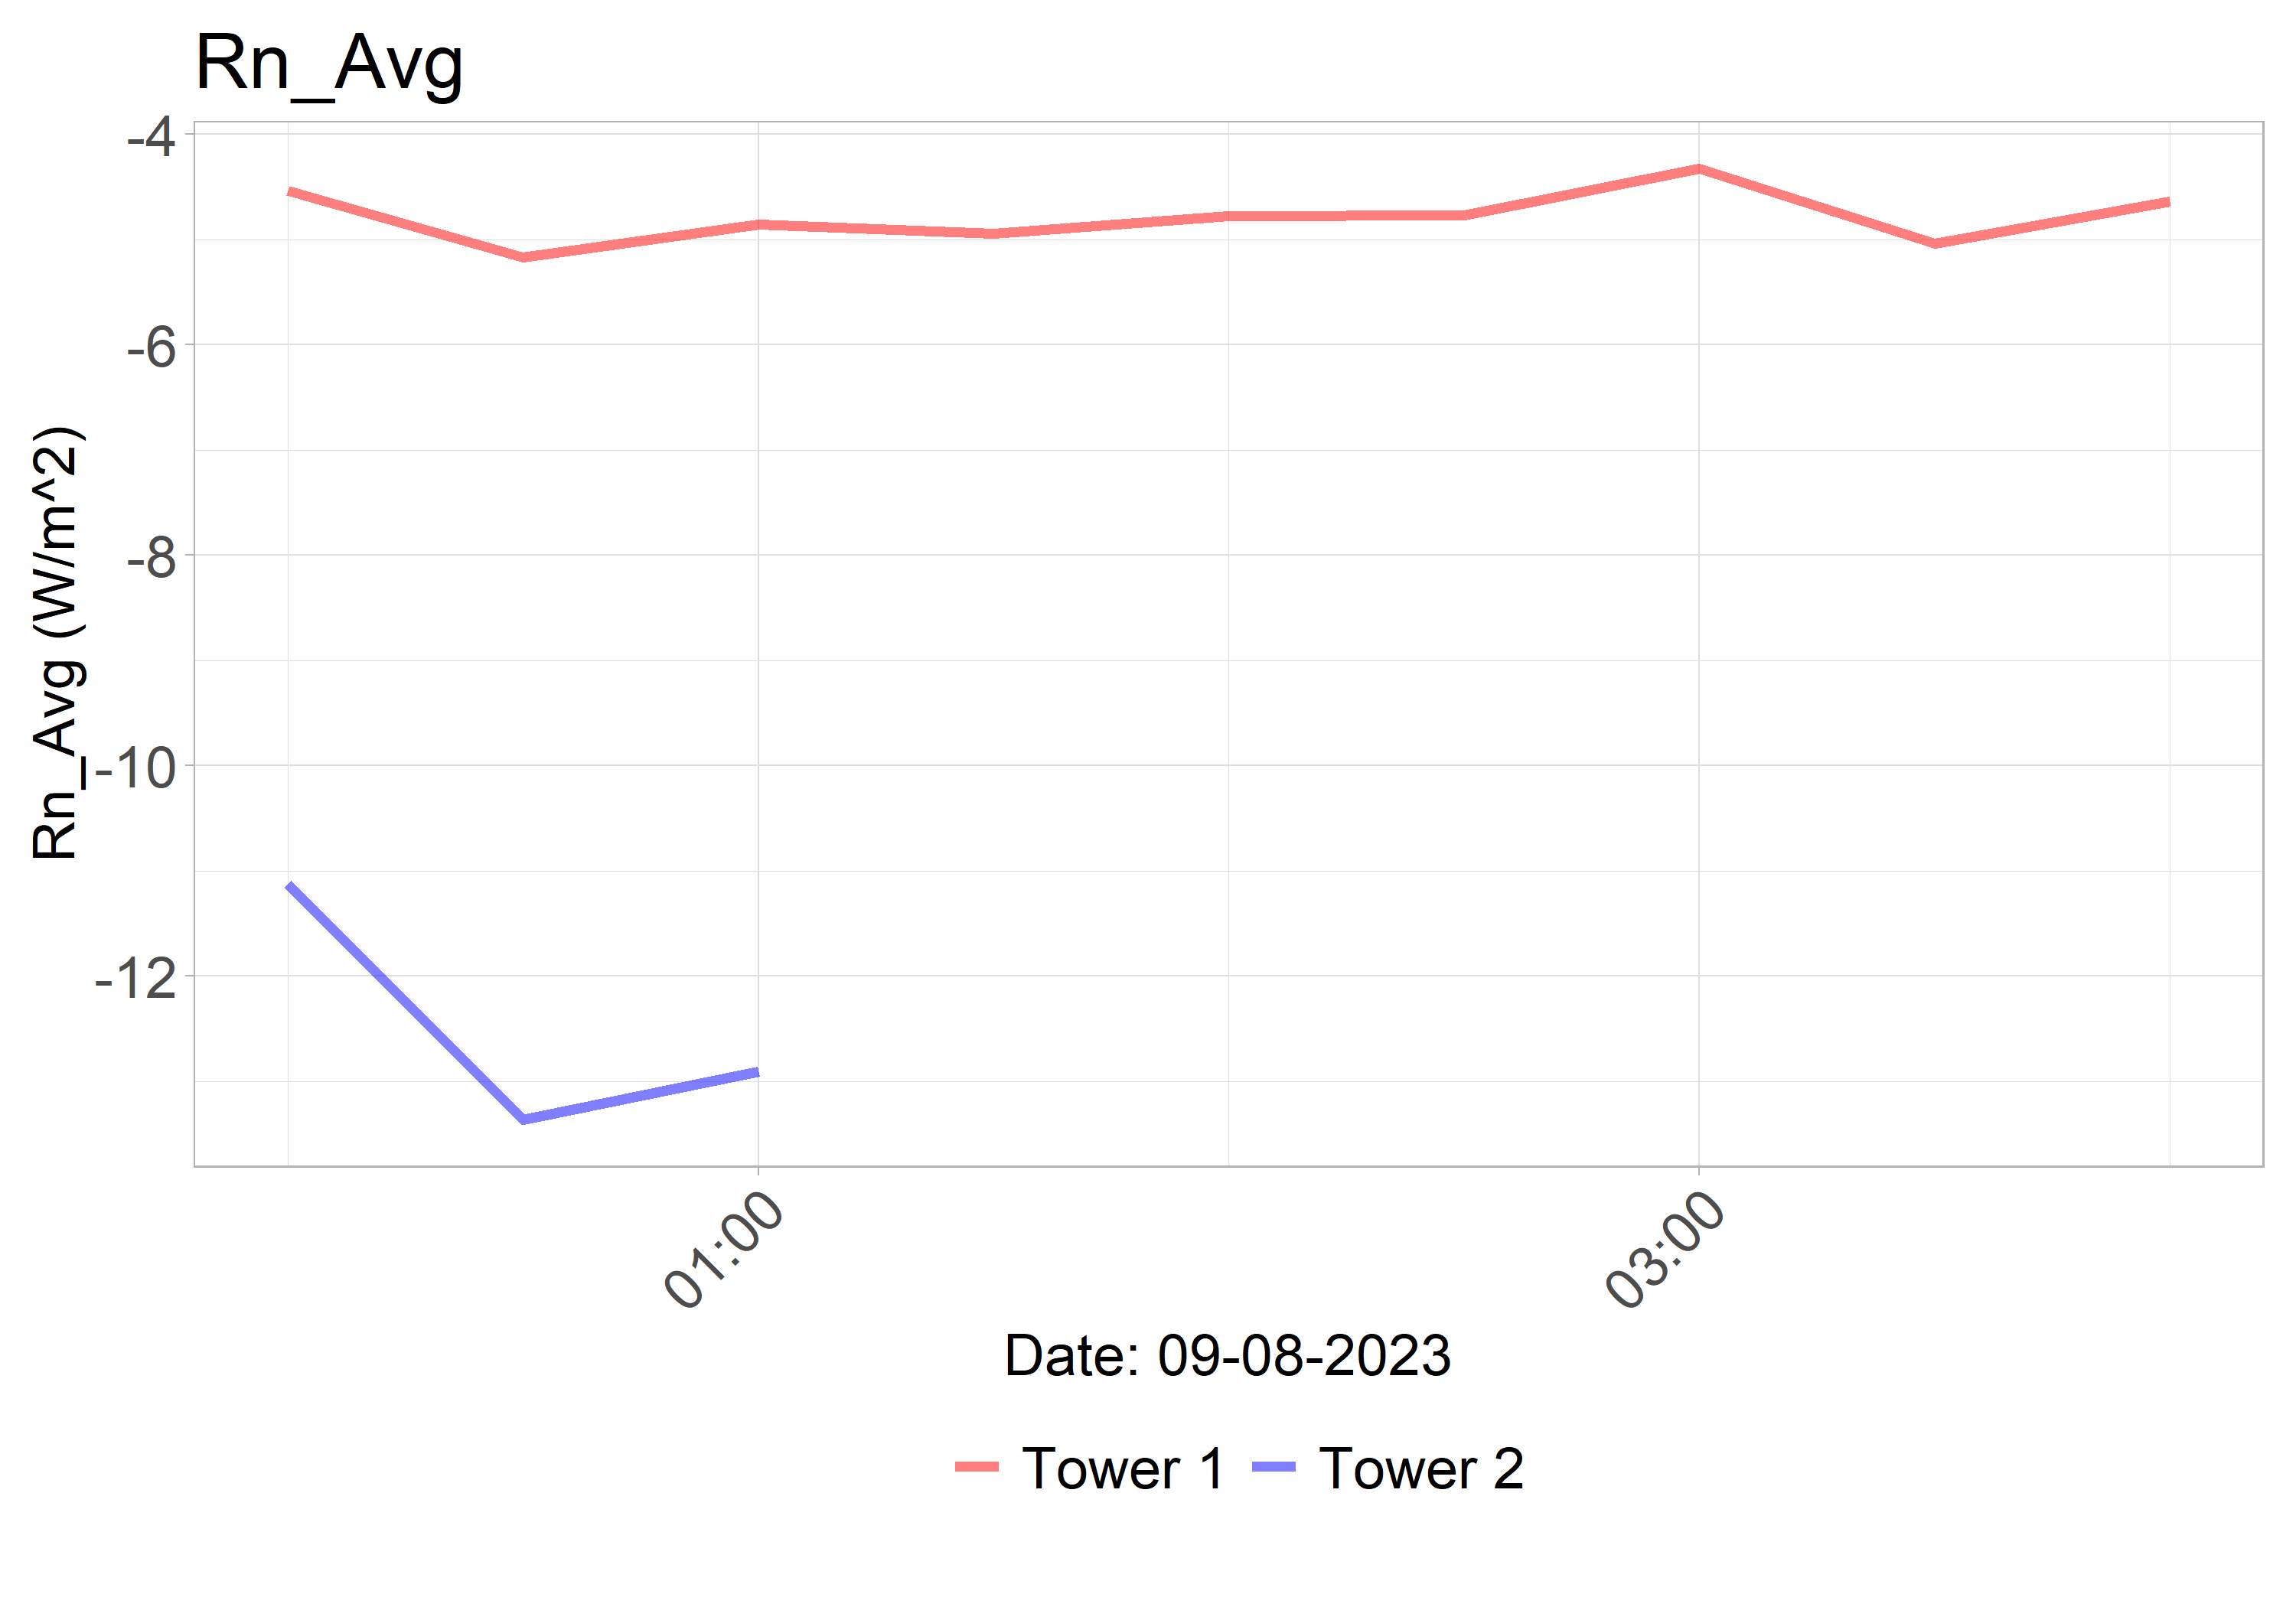 Rn_Avg
Rn_Avg (W/m^2)
-4
-6
-8
-10
-12
01:00
03:00
Date: 09-08-2023
Tower 1
Tower 2